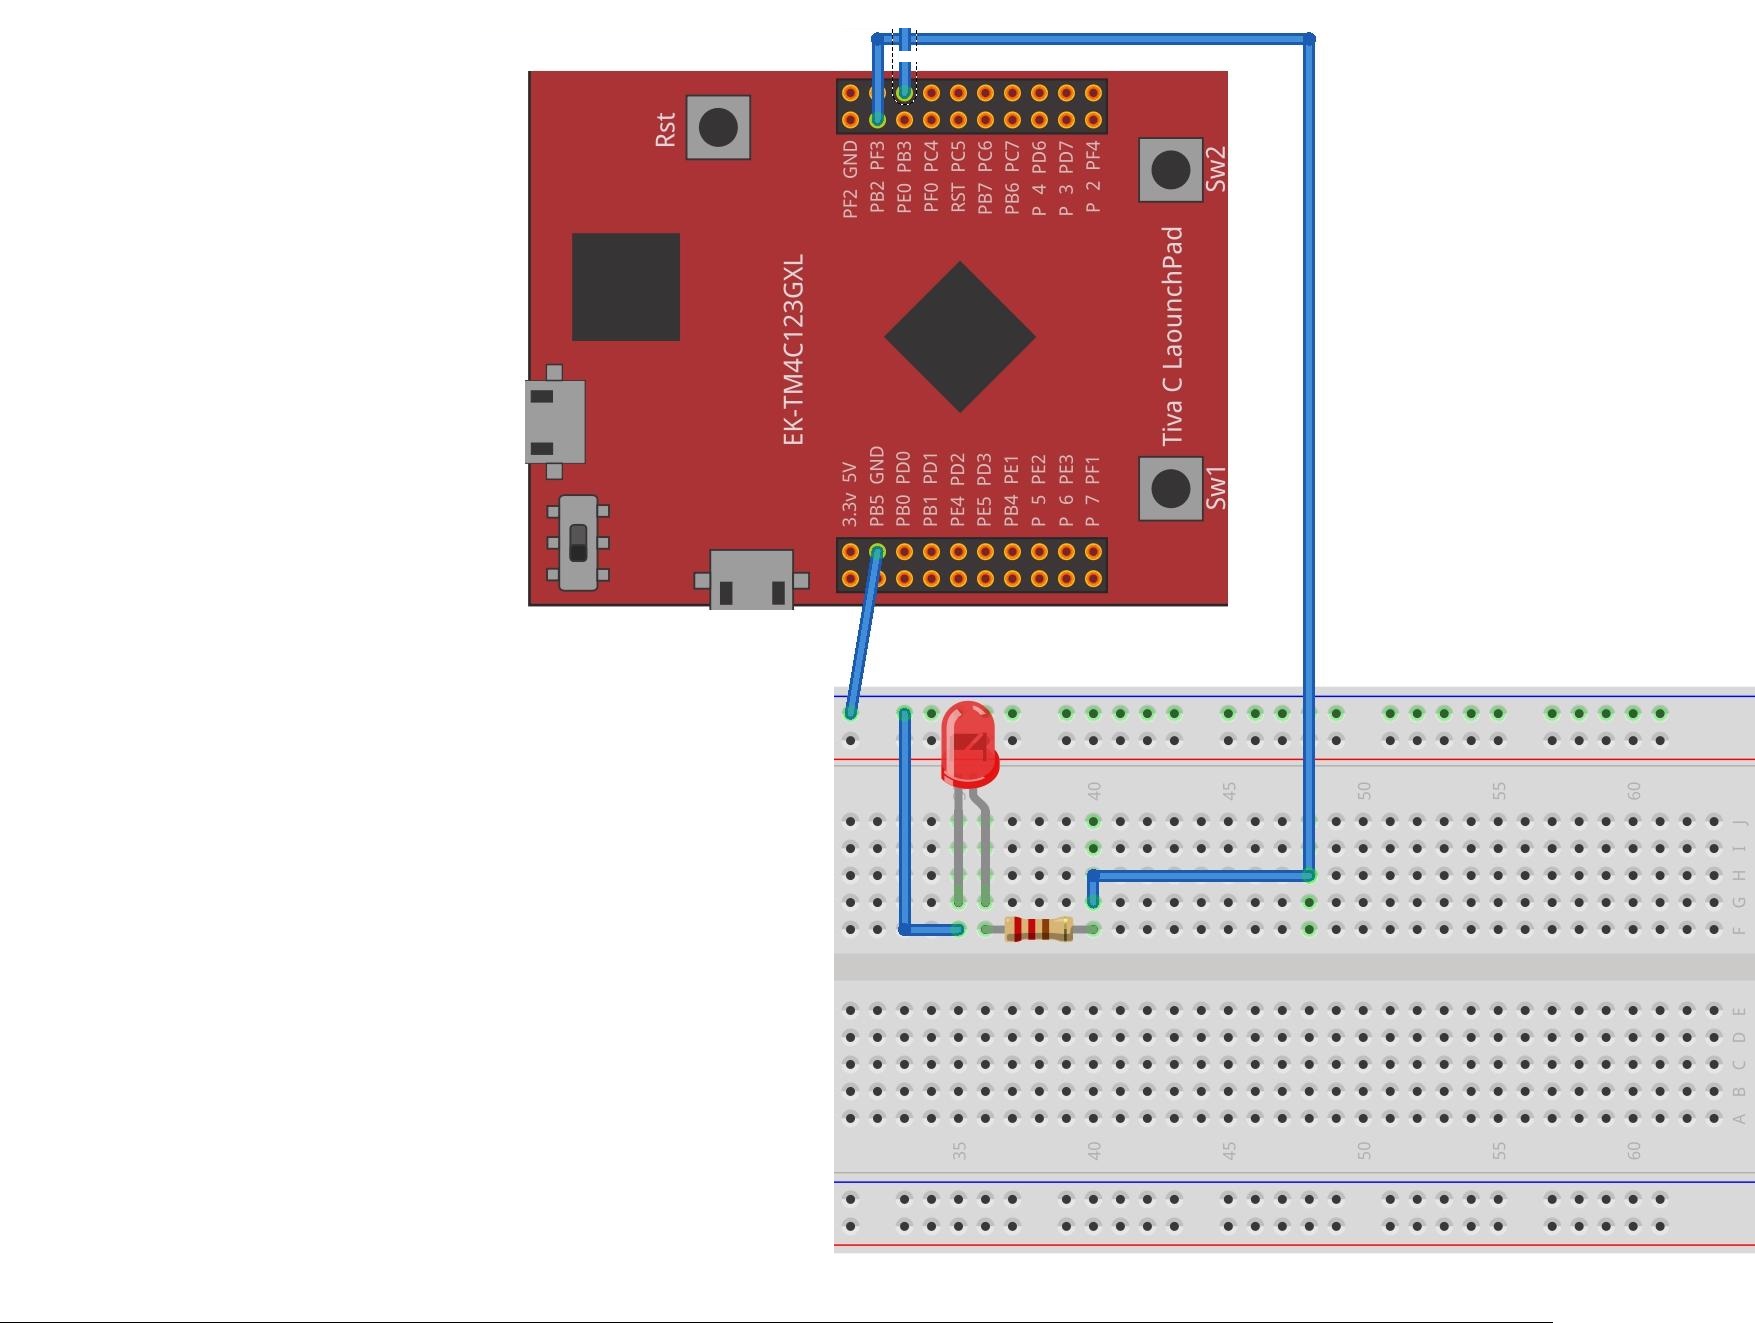 Rst
PF2 GND
PB2 PF3
PE0 PB3
PF0 PC4
RST PC5
PB7 PC6
PB6 PC7
P 4 PD6
P 3 PD7
P 2 PF4
Sw2
EK-TM4C123GXL
Tiva C LaounchPad
3.3v 5V
PB5 GND
PB0 PD0
PB1 PD1
PE4 PD2
PE5 PD3
PB4 PE1
P 5 PE2
P 6 PE3
P 7 PF1
Sw1
40 45 50 55 60
J
I
H
G
F
E
D
C
B
A
35 40 45 50 55 60